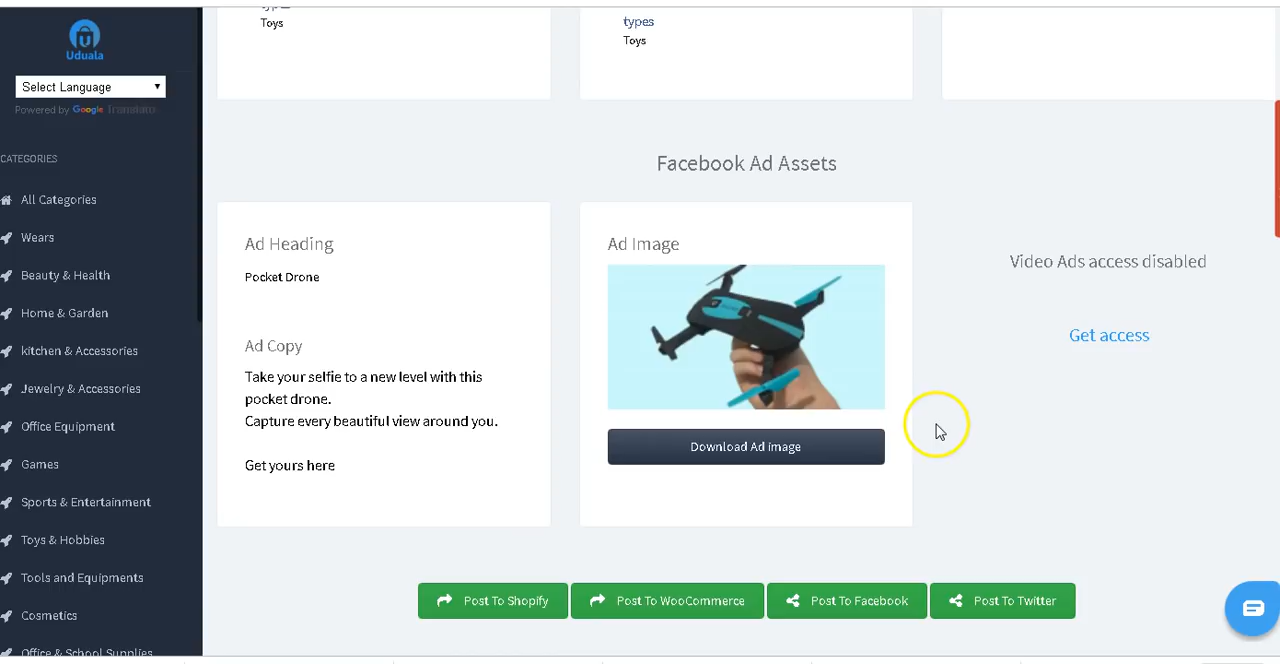 Uduala
Select Language
Powered by Google Translate
CATEGORIES
All Categories
Wears
Beauty & Health
Home & Garden
kitchen & Accessories
Jewelry & Accessories
Office Equipment
Games
Sports & Entertainment
Toys & Hobbies
Tools and Equipments
Cosmetics
Office & School Supplies
Toys
types
Toys
Facebook Ad Assets
Ad Heading
Pocket Drone
Ad Copy
Take your selfie to a new level with this
pocket drone.
Capture every beautiful view around you.
Get yours here
Ad Image
Download Ad image
Video Ads access disabled
Get access
Post To Shopify
Post To WooCommerce
Post To Facebook
Post To Twitter